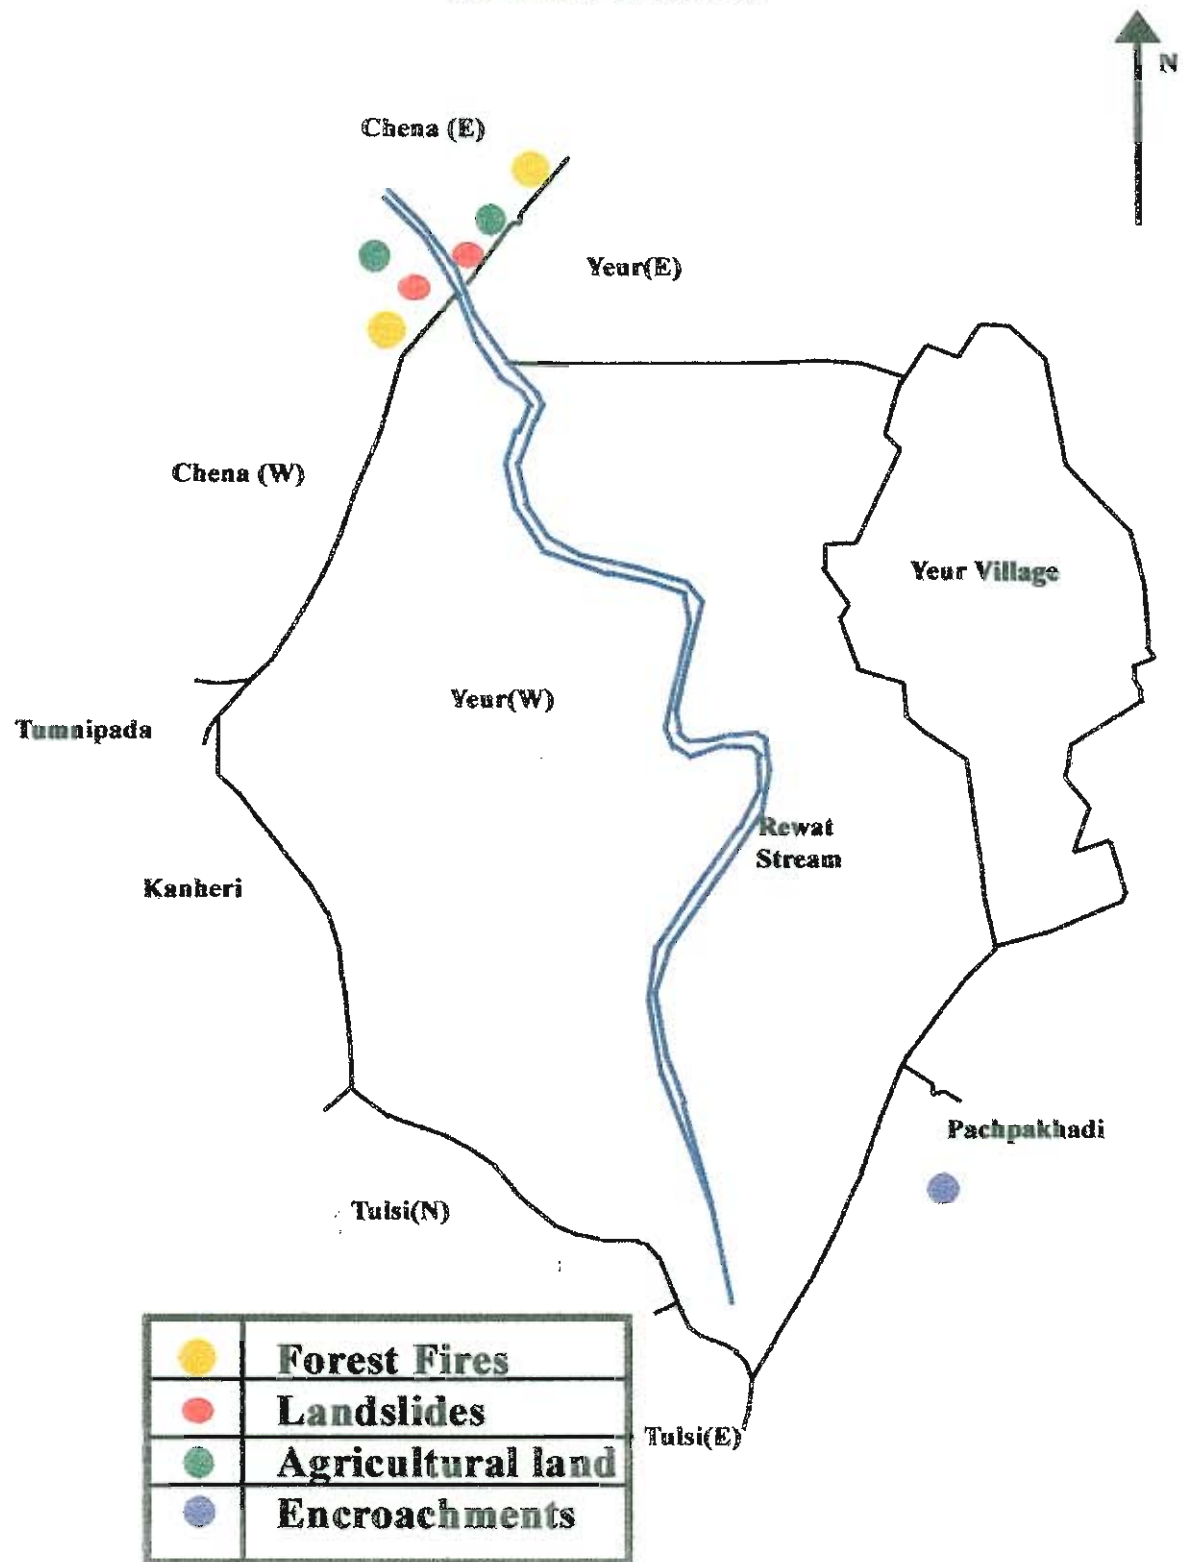 N
Chena (E)
Yeur(E)
Chena (W)
Yeur Village
Yeur(W)
Tumnipada
Rewat
Stream
Kanheri
Pachpakhadi
Tulsi(N)
Forest Fires
Landslides
Tulsi(E)
Agricultural land
Encroachments